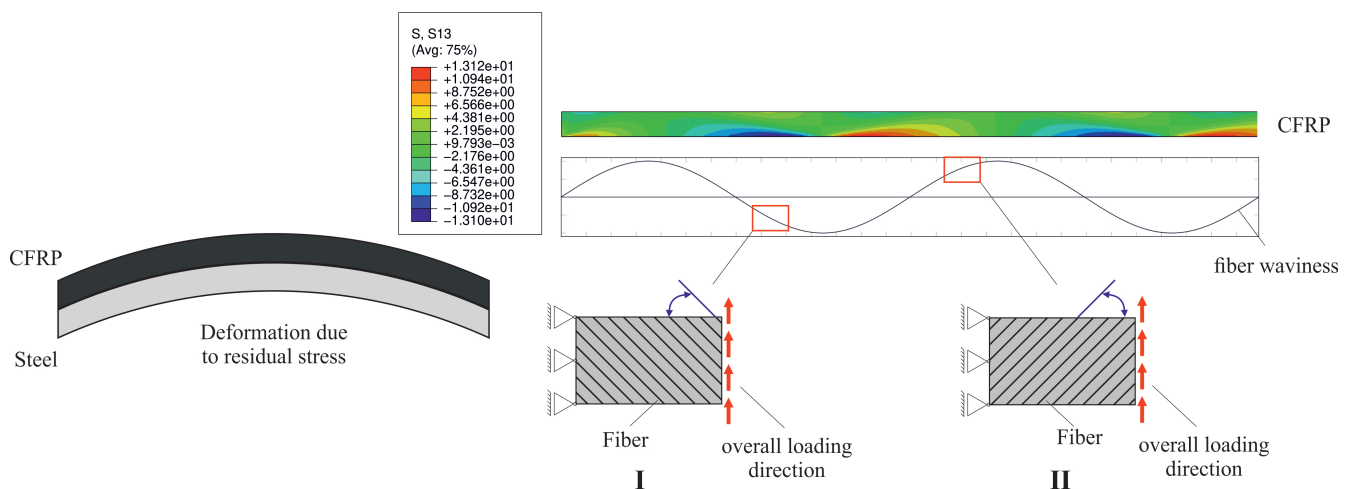 S, S13
(Avg: 75%)
+1.312e+01
+1.094e+01
+8.752e+00
+6.566e+00
+4.381e+00
+2.195e+00
+9.793e-03
-2.176e+00
-4.361e+00
-6.547e+00
-8.732e+00
-1.092e+01
-1.310e+01
CFRP
fiber waviness
CFRP
Steel
Deformation due
to residual stress
Fiber
overall loading
direction
I
Fiber
overall loading
direction
II